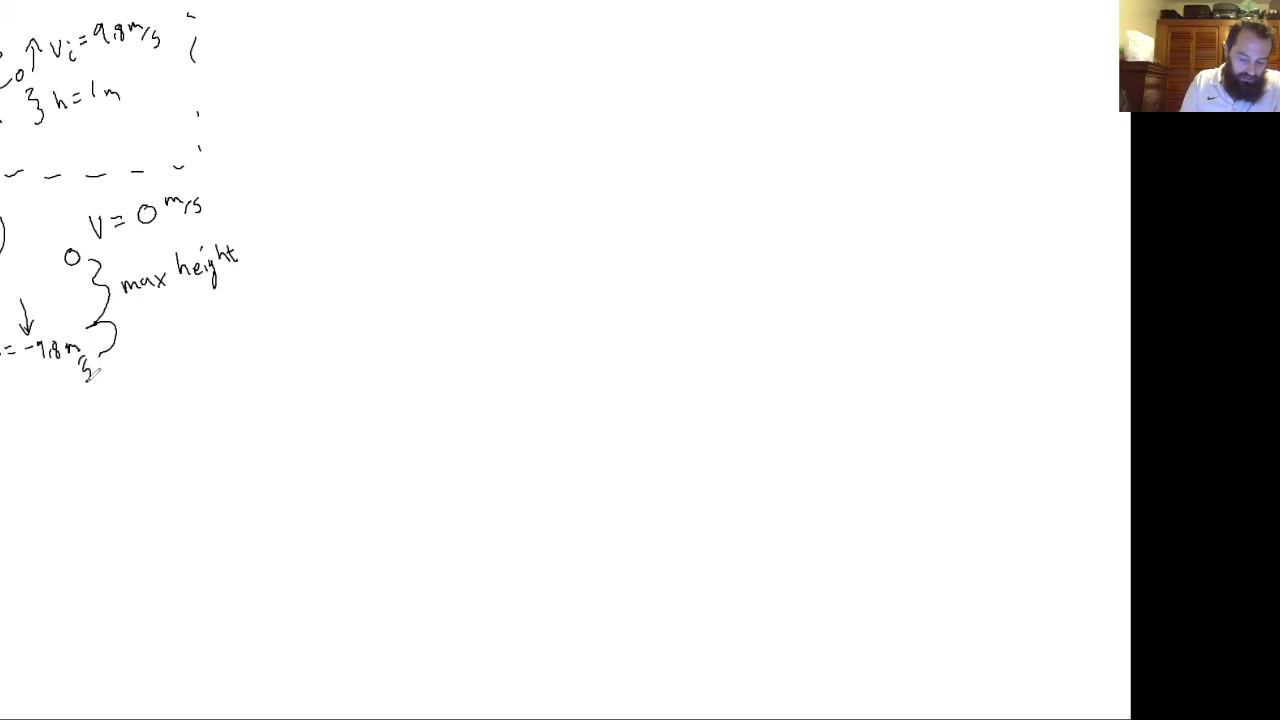 Vi = 9.8 m/s
h = 1 m
V = 0 m/s
max height
= -9.8 m/s